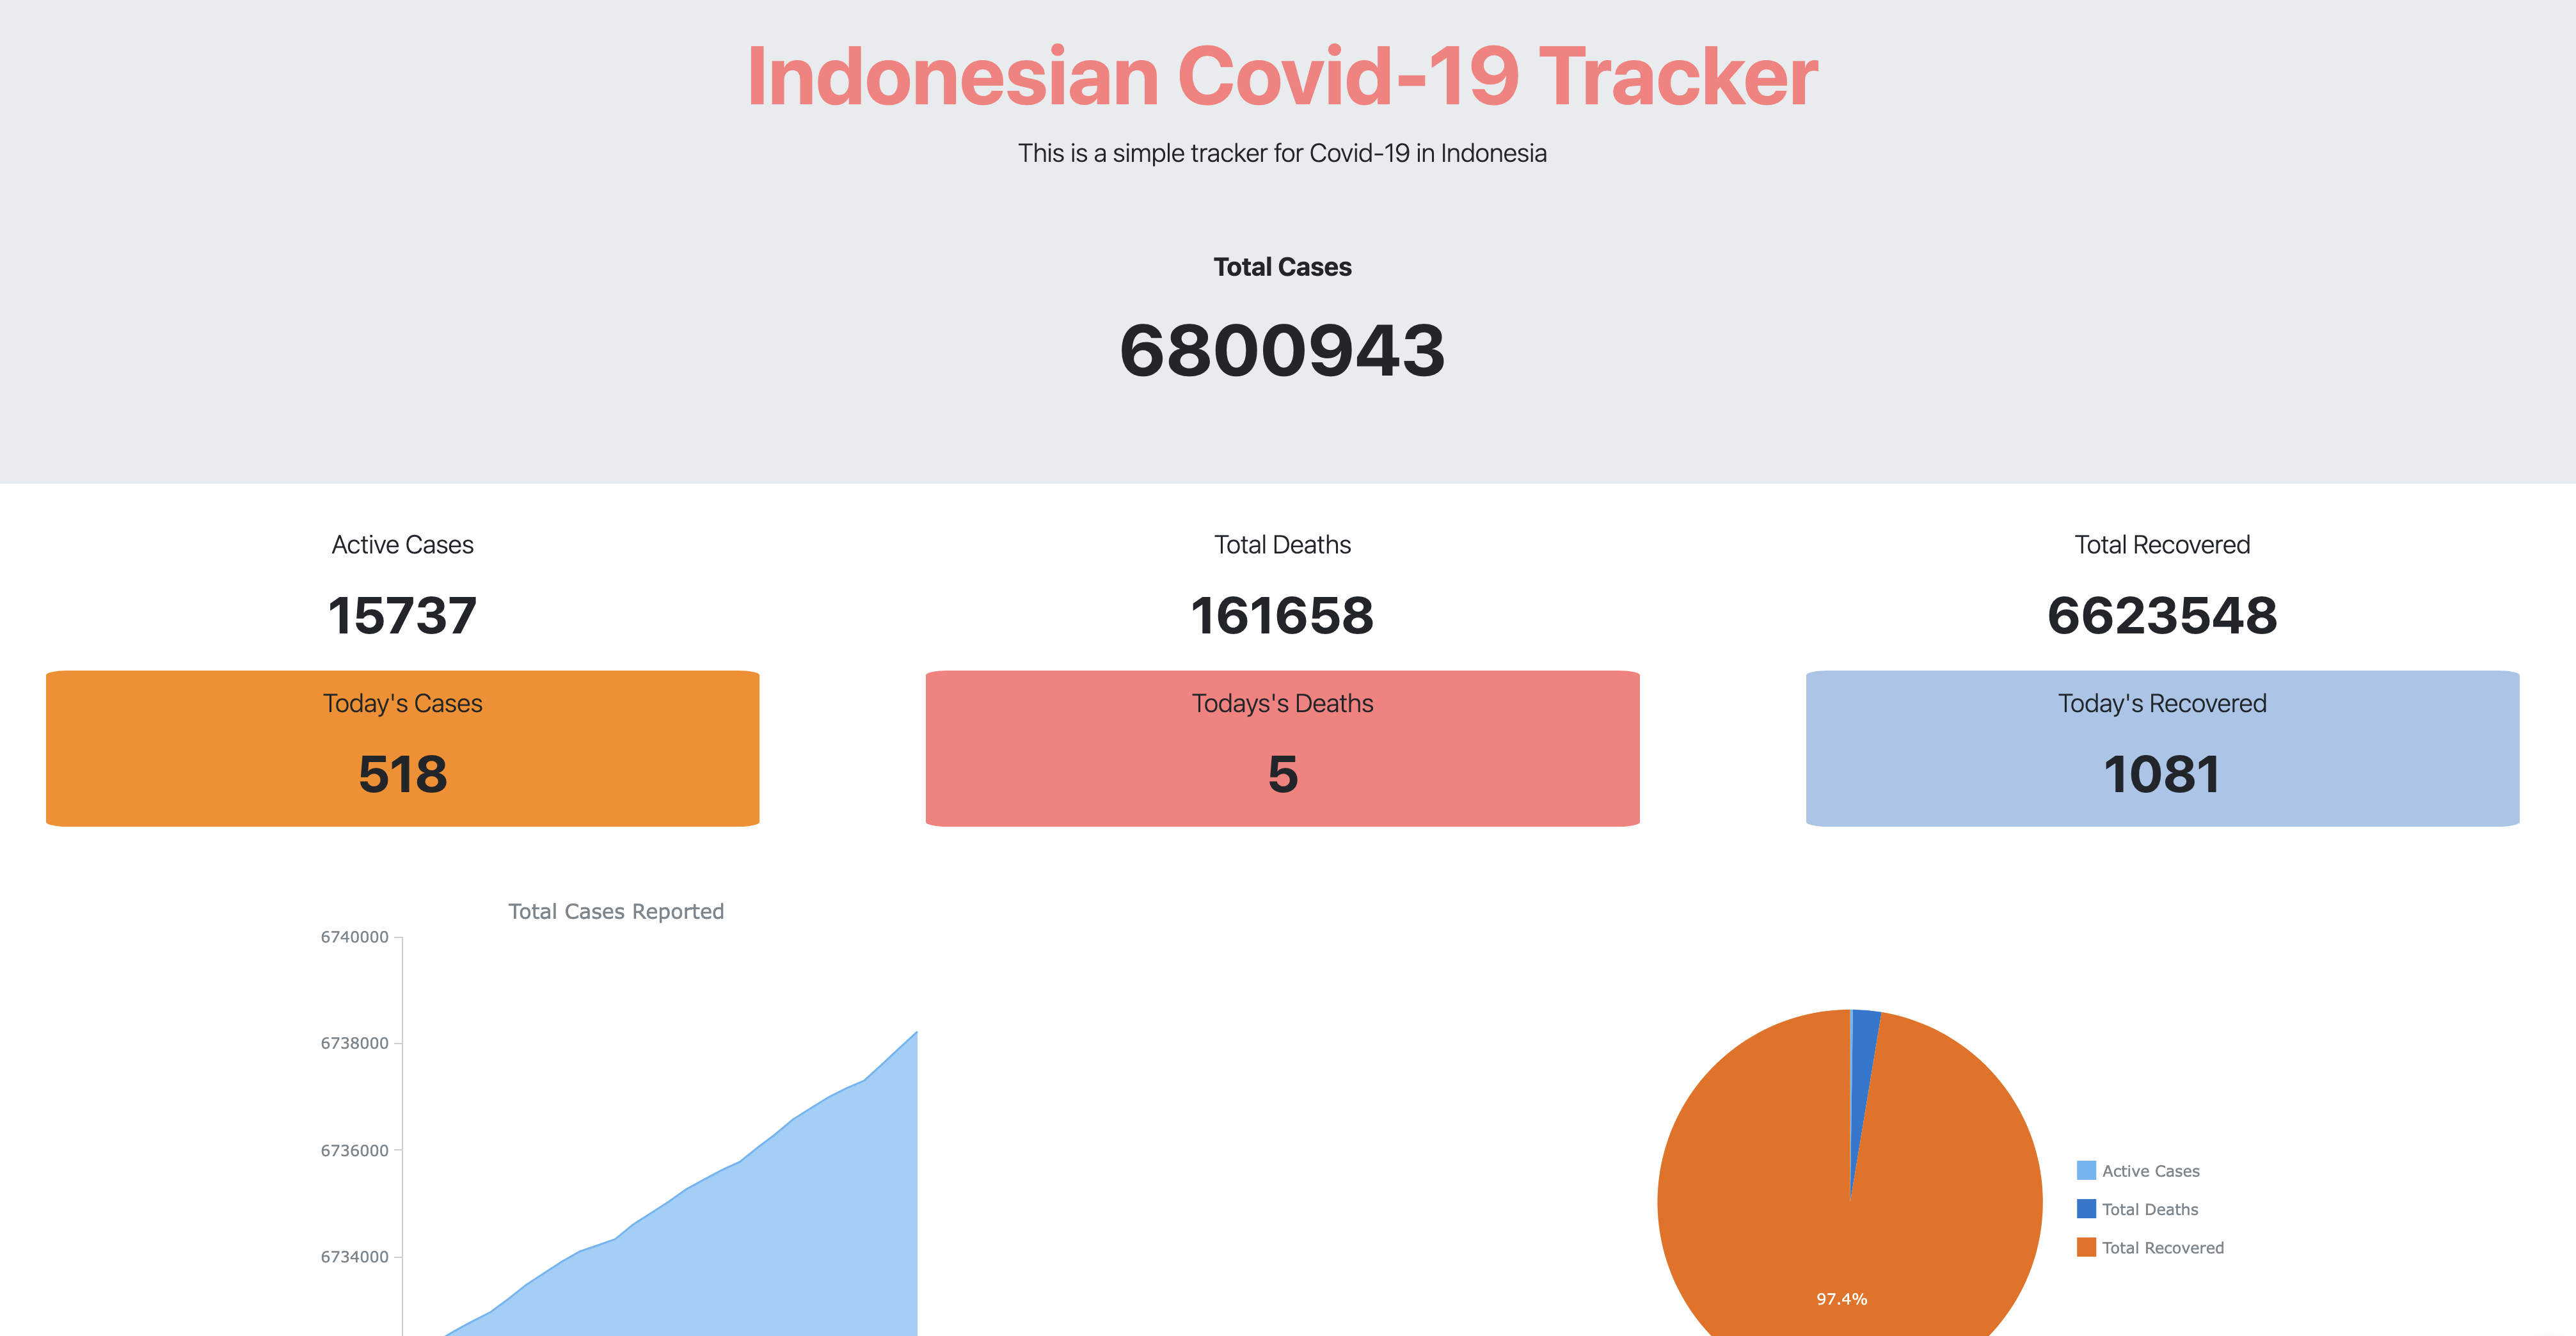 Indonesian Covid-19 Tracker
This is a simple tracker for Covid-19 in Indonesia
Total Cases
6800943
Active Cases
15737
Total Deaths
161658
Total Recovered
6623548
Today's Cases
518
Todays's Deaths
5
Today's Recovered
1081
Total Cases Reported
6740000
6738000
6736000
6734000
Active Cases
Total Deaths
Total Recovered
97.4%